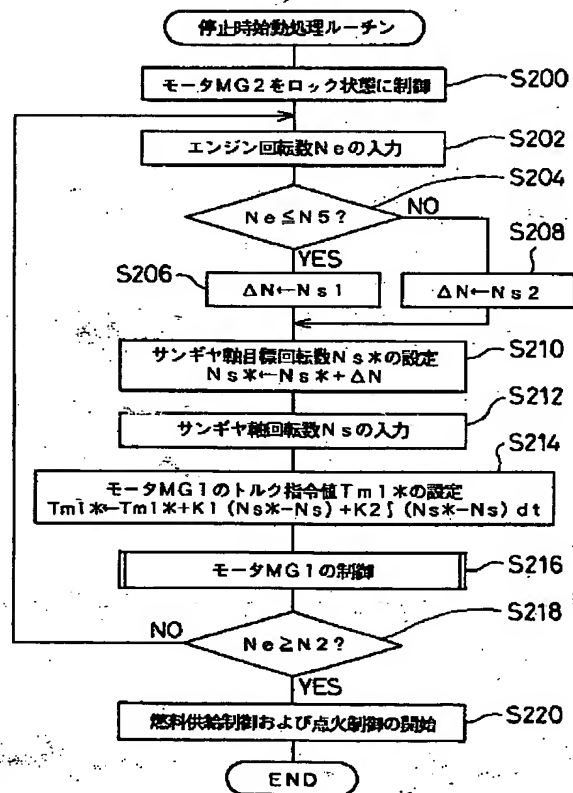 停止時始動処理ルーチン
モータMG2をロック状態に制御
S200
エンジン回転数Neの入力
S202
S204
Ne≦N5?
NO
YES
S206
S208
ΔN←Ns1
ΔN←Ns2
サンギヤ軸目標回転数Ns*の設定
Ns*←Ns*+ΔN
S210
サンギヤ軸回転数Nsの入力
S212
S214
モータMG1のトルク指令値Tm1*の設定
Tm1*←Tm1*+K1(Ns*-Ns)+K2∫(Ns*-Ns)dt
モータMG1の制御
S216
S218
NO
Ne≧N2?
YES
燃料供給制御および点火制御の開始
S220
END